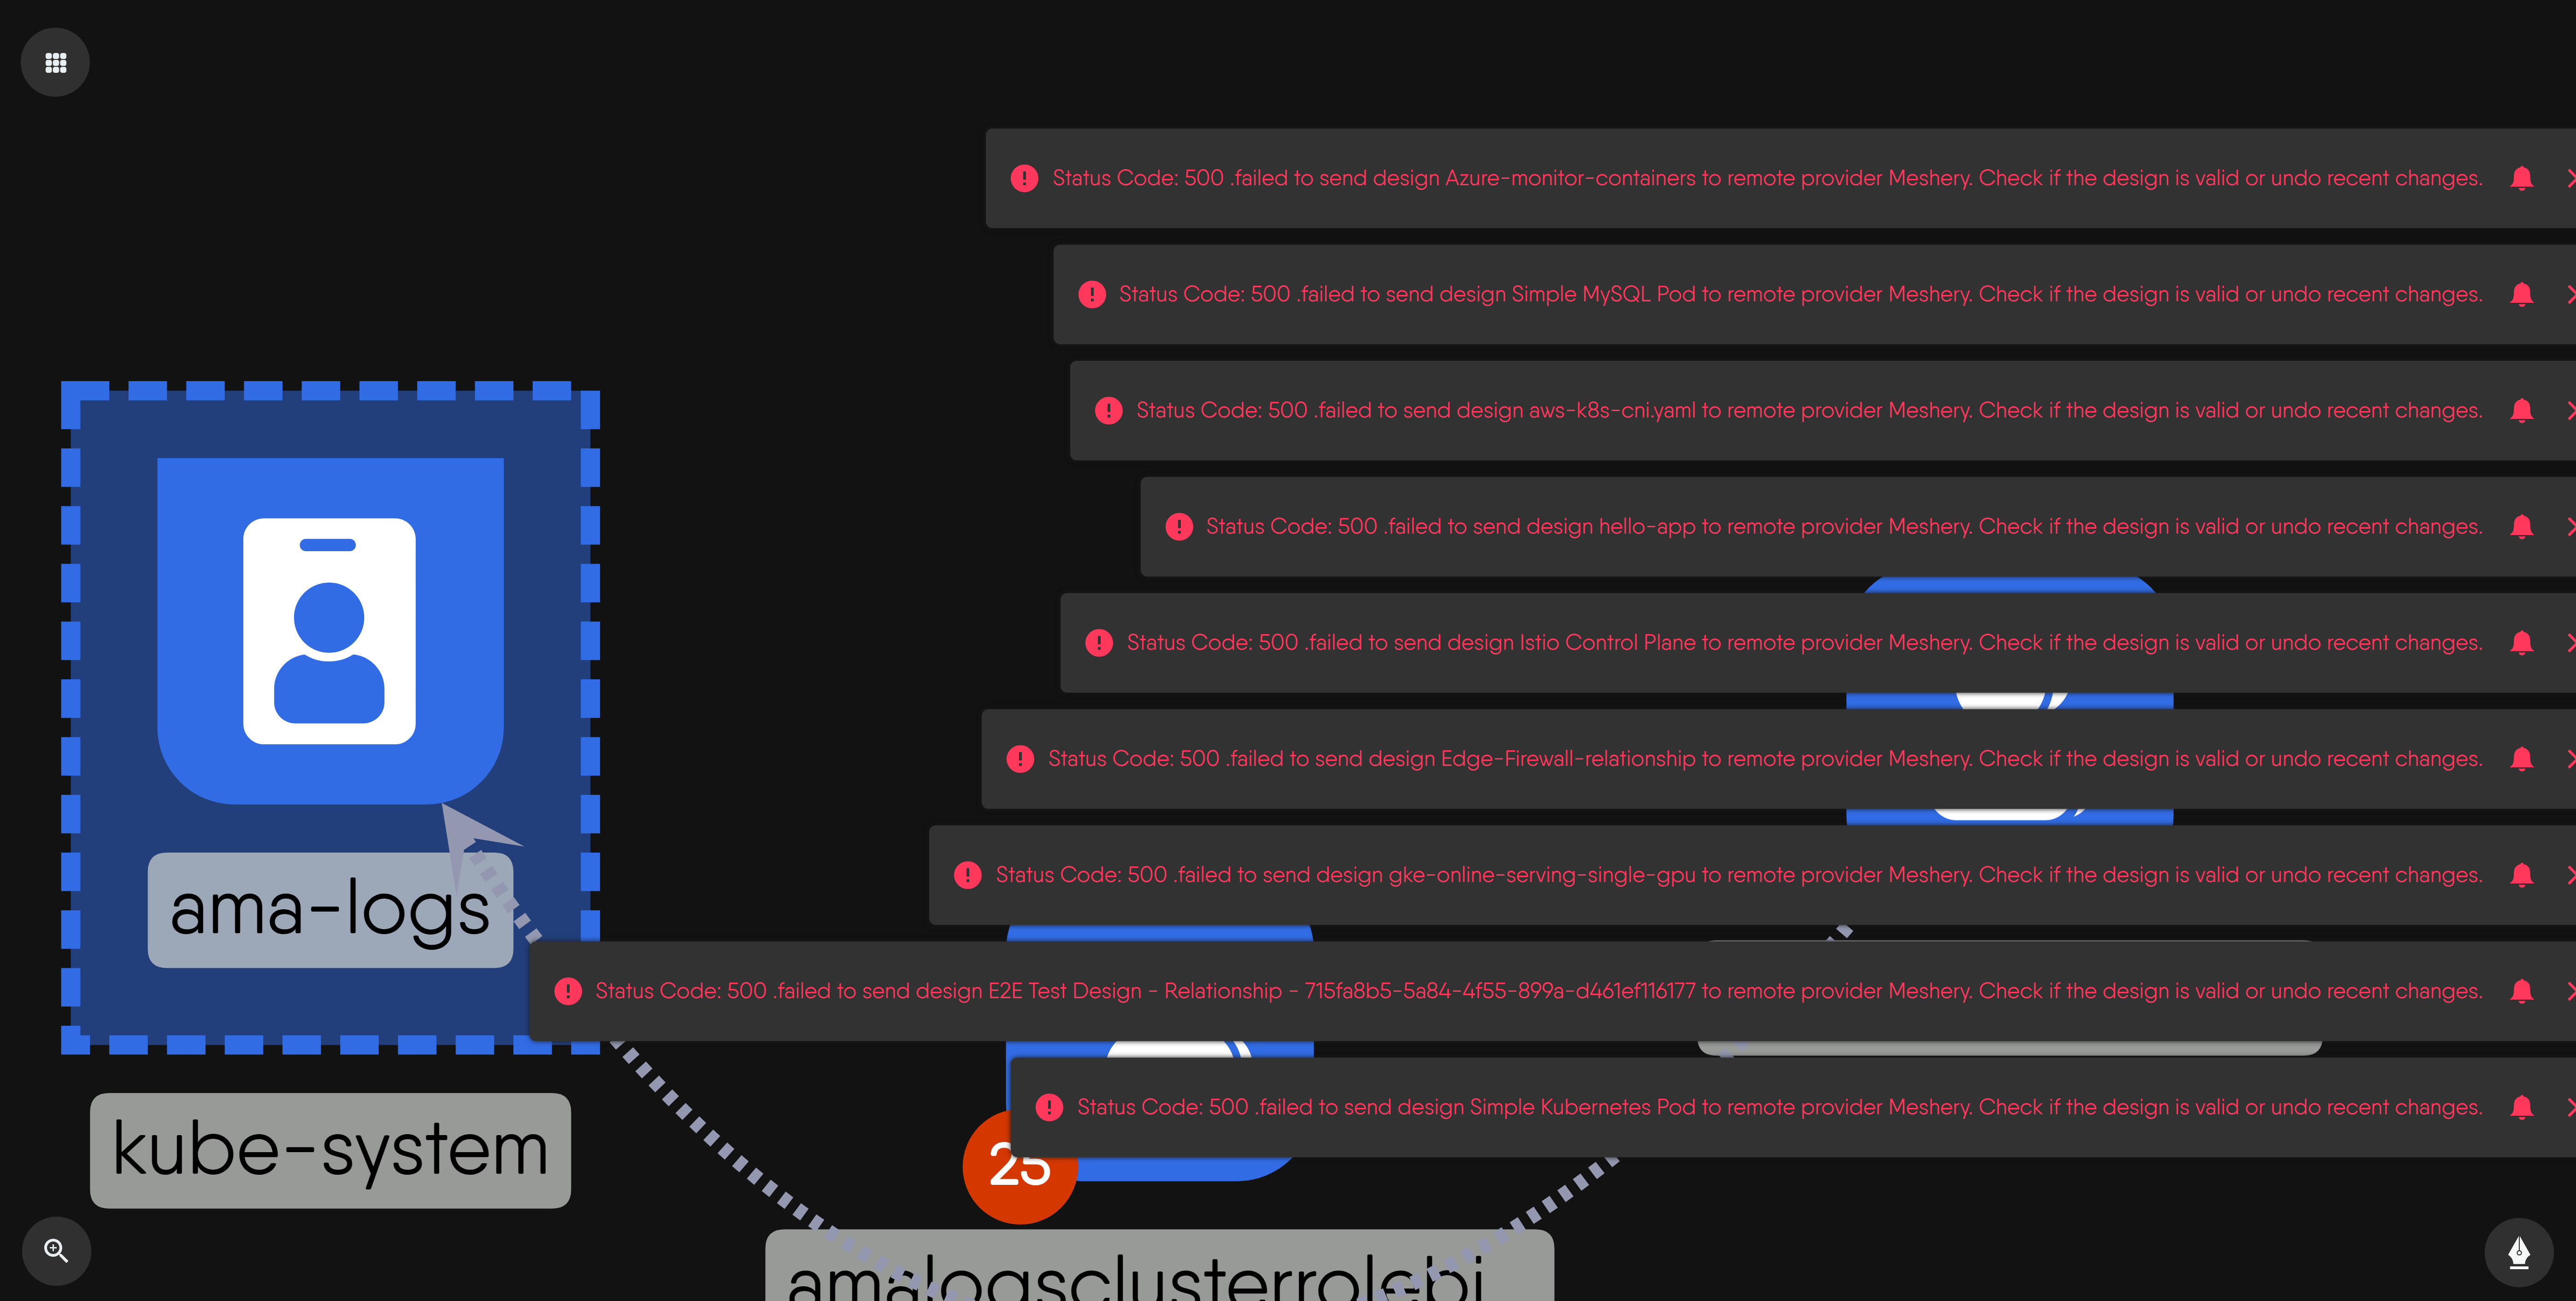 Status Code: 500 .failed to send design Azure-monitor-containers to remote provider Meshery. Check if the design is valid or undo recent changes.
Status Code: 500 .failed to send design Simple MySQL Pod to remote provider Meshery. Check if the design is valid or undo recent changes.
Status Code: 500 .failed to send design aws-k8s-cni.yaml to remote provider Meshery. Check if the design is valid or undo recent changes.
Status Code: 500 .failed to send design hello-app to remote provider Meshery. Check if the design is valid or undo recent changes.
Status Code: 500 .failed to send design Istio Control Plane to remote provider Meshery. Check if the design is valid or undo recent changes.
Status Code: 500 .failed to send design Edge-Firewall-relationship to remote provider Meshery. Check if the design is valid or undo recent changes.
Status Code: 500 .failed to send design gke-online-serving-single-gpu to remote provider Meshery. Check if the design is valid or undo recent changes.
ama-logs
Status Code: 500 .failed to send design E2E Test Design - Relationship - 715fa8b5-5a84-4f55-899a-d461ef116177 to remote provider Meshery. Check if the design is valid or undo recent changes.
Status Code: 500 .failed to send design Simple Kubernetes Pod to remote provider Meshery. Check if the design is valid or undo recent changes.
kube-system
25
amalogsclusterrolebi